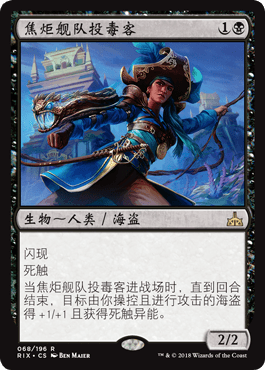 焦炬舰队投毒客 1
生物～人类／海盗
闪现
死触
当焦炬舰队投毒客进战场时，直到回合
结束，目标由你操控且进行攻击的海盗
得 +1/+1 且获得死触异能。
2/2
068/196 R
RIX • CS BEN MAIER
™ & © 2018 Wizards of the Coast